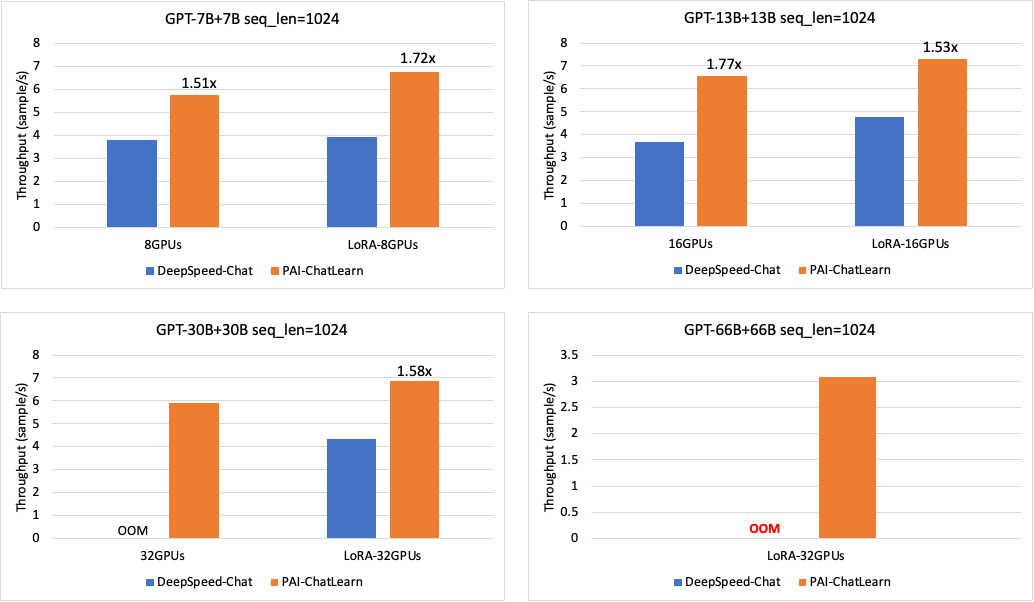 GPT-7B+7B seq_len=1024
Throughput (sample/s)
8
7
6
5
4
3
2
1
0
1.51x
1.72x
8GPUs
LoRA-8GPUs
DeepSpeed-Chat
PAI-ChatLearn
GPT-13B+13B seq_len=1024
Throughput (sample/s)
8
7
6
5
4
3
2
1
0
1.77x
1.53x
16GPUs
LoRA-16GPUs
DeepSpeed-Chat
PAI-ChatLearn
GPT-30B+30B seq_len=1024
Throughput (sample/s)
8
7
6
5
4
3
2
1
0
OOM
1.58x
32GPUs
LoRA-32GPUs
DeepSpeed-Chat
PAI-ChatLearn
GPT-66B+66B seq_len=1024
Throughput (sample/s)
3.5
3
2.5
2
1.5
1
0.5
0
OOM
LoRA-32GPUs
DeepSpeed-Chat
PAI-ChatLearn